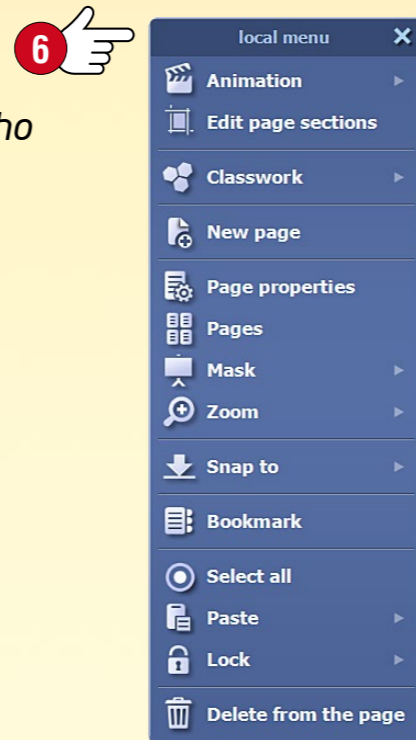 6
local menu
ho
Animation
Edit page sections
Classwork
New page
Page properties
Pages
Mask
Zoom
Snap to
Bookmark
Select all
Paste
Lock
Delete from the page